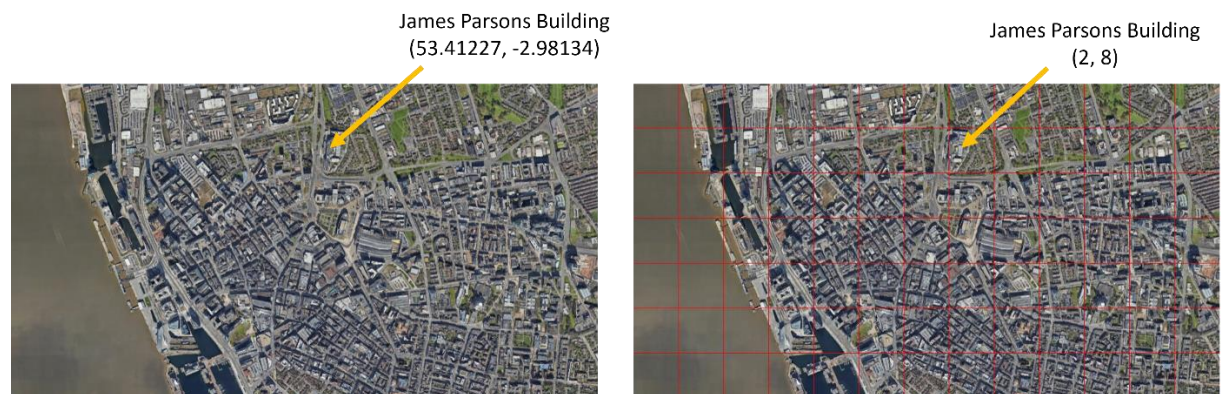 James Parsons Building
(53.41227, -2.98134)
James Parsons Building
(2, 8)